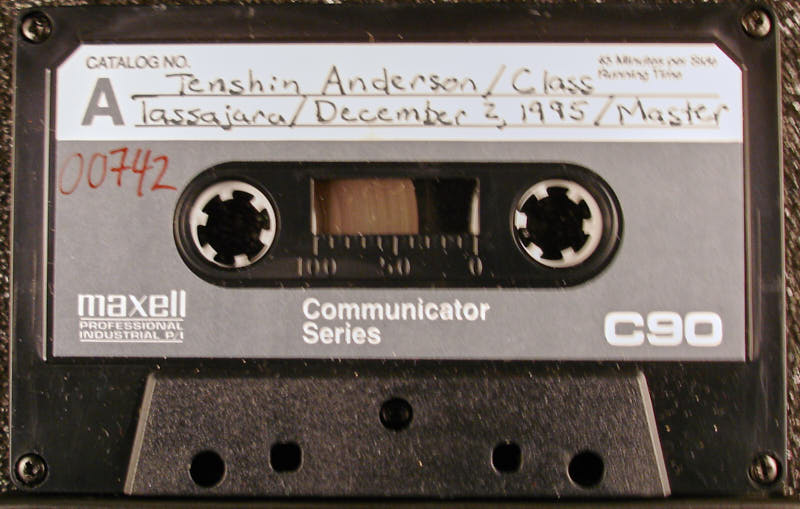 CATALOG NO.
45 Minutes per Side
Running Time
A
Tenshin Anderson/Class
Tassajara/December 2, 1995/Master
00742
100 50 0
maxell
PROFESSIONAL
INDUSTRIAL P/I
Communicator
Series
C90